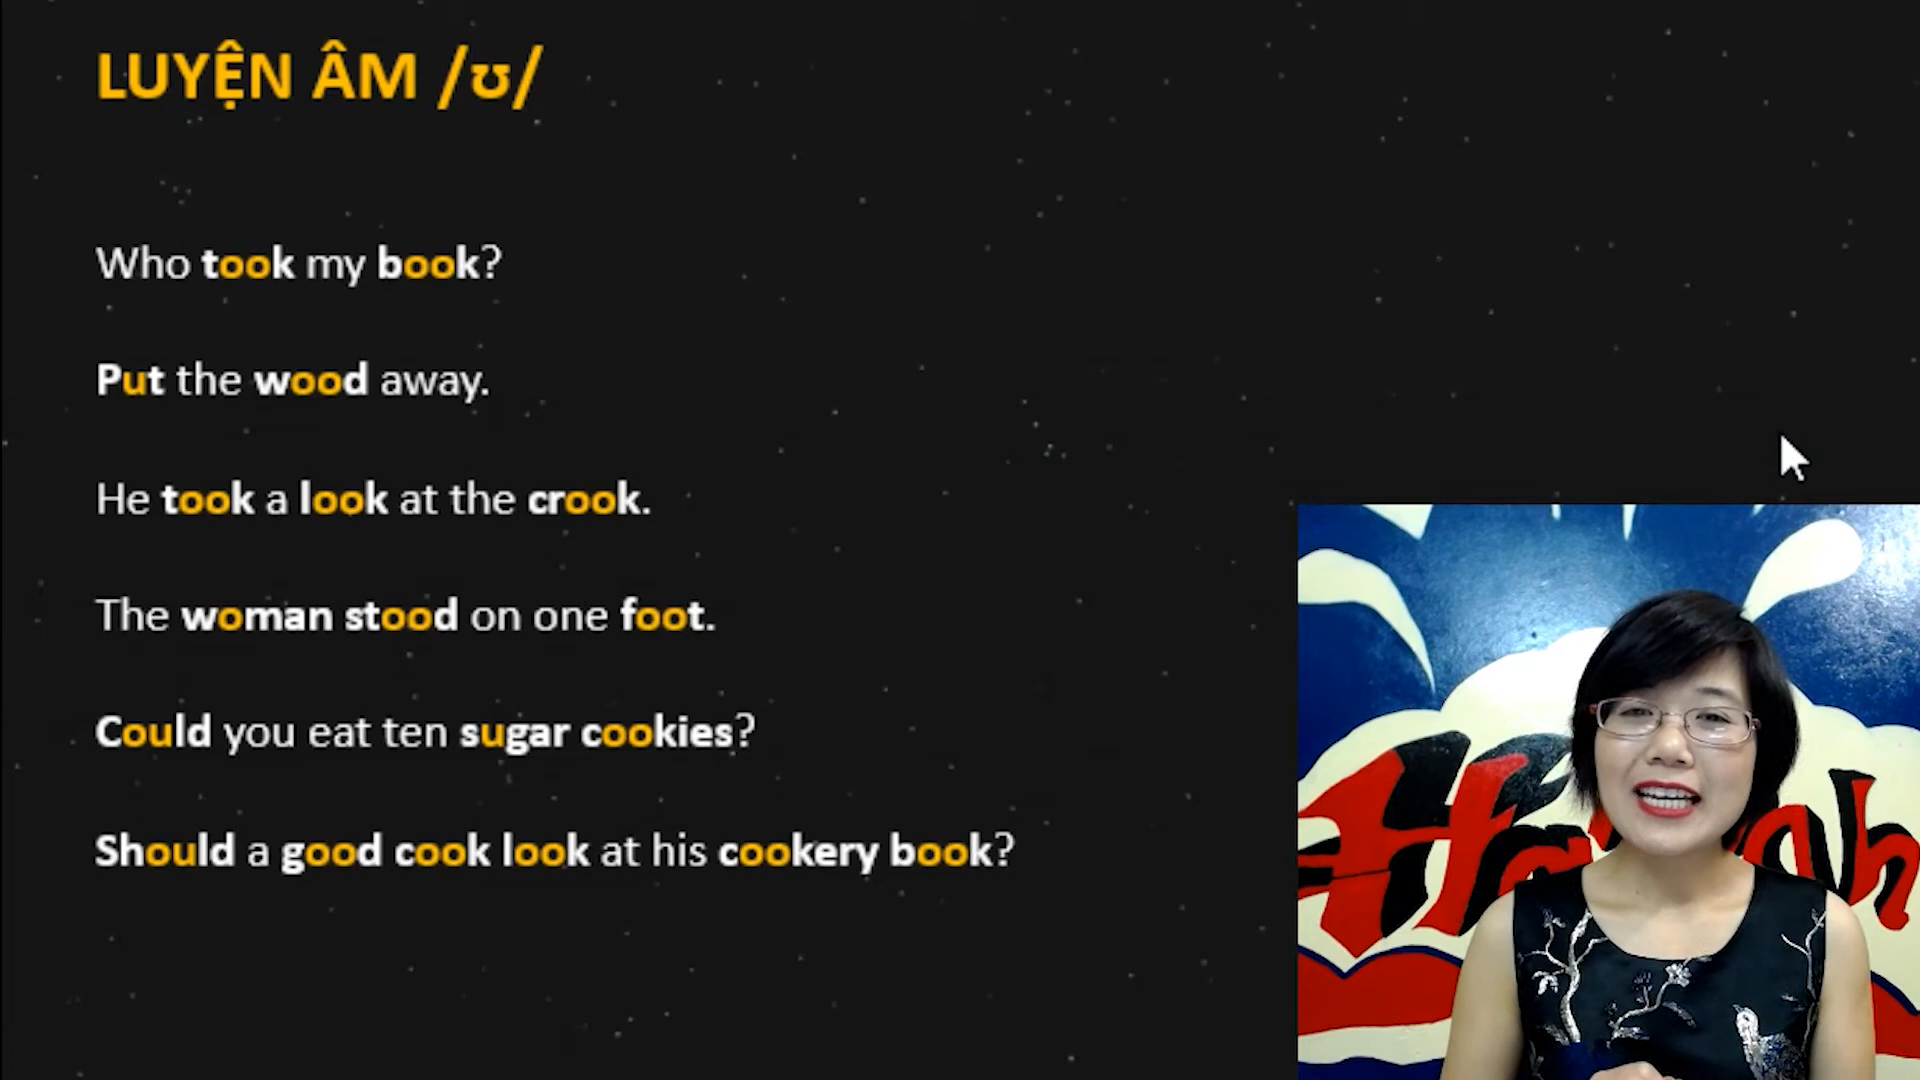 LUYỆN ÂM /ʊ/
Who took my book?
Put the wood away.
He took a look at the crook.
The woman stood on one foot.
Could you eat ten sugar cookies?
Should a good cook look at his cookery book?